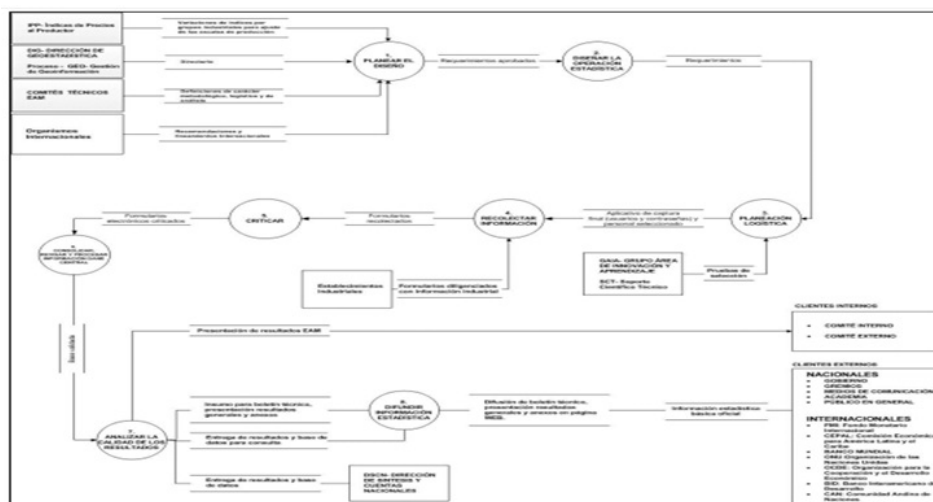 IPP- Índices de Precios
al Productor
Variaciones de índices por
grupos industriales para ajuste
de las escalas de producción
DIG- DIRECCIÓN DE
GEOESTADÍSTICA
Proceso - GEO- Gestión
de Geoinformación
Directorio
COMITÉS TÉCNICOS
EAM
Definiciones de carácter
metodológico, logístico y de
análisis
Organismos
Internacionales
Recomendaciones y
lineamientos internacionales
1.
PLANEAR EL
DISEÑO
Requerimientos aprobados
2.
DISEÑAR LA
OPERACIÓN
ESTADÍSTICA
Requerimientos
3.
PLANEACIÓN
LOGÍSTICA
Aplicativo de captura
final (usuarios y contraseñas) y
personal seleccionado
4.
RECOLECTAR
INFORMACIÓN
Formularios
recolectados
5.
CRITICAR
Formularios
electrónicos criticados
CONSOLIDAR,
REVISAR Y PROCESAR
INFORMACIÓN DANE
CENTRAL
GAIA- GRUPO ÁREA
DE INNOVACIÓN Y
APRENDIZAJE
SCT- Soporte
Científico Técnico
Pruebas de
selección
Establecimientos
Industriales
Formularios diligenciados
con información industrial
Base validada
Presentación de resultados EAM
CLIENTES INTERNOS
• COMITÉ INTERNO
• COMITÉ EXTERNO
7.
ANALIZAR LA
CALIDAD DE LOS
RESULTADOS
Insumo para boletín técnico,
presentación resultados
generales y anexos
Entrega de resultados y base de
datos para consulta
Entrega de resultados y base
de datos
DSCN- DIRECCIÓN
DE SÍNTESIS Y
CUENTAS
NACIONALES
8.
DIFUNDIR
INFORMACIÓN
ESTADÍSTICA
Difusión de boletín técnico,
presentación resultados
generales y anexos en página
WEB.
Información estadística
básica oficial
CLIENTES EXTERNOS
NACIONALES
• GOBIERNO
• GREMIOS
• MEDIOS DE COMUNICACIÓN
• ACADEMIA
• PÚBLICO EN GENERAL
INTERNACIONALES
• FMI: Fondo Monetario
Internacional
• CEPAL: Comisión Económica
para América Latina y el
Caribe
• BANCO MUNDIAL
• ONU: Organización de las
Naciones Unidas
• OCDE: Organización para la
Cooperación y el Desarrollo
Económico
• BID: Banco Interamericano de
Desarrollo
• CAN: Comunidad Andina de
Naciones